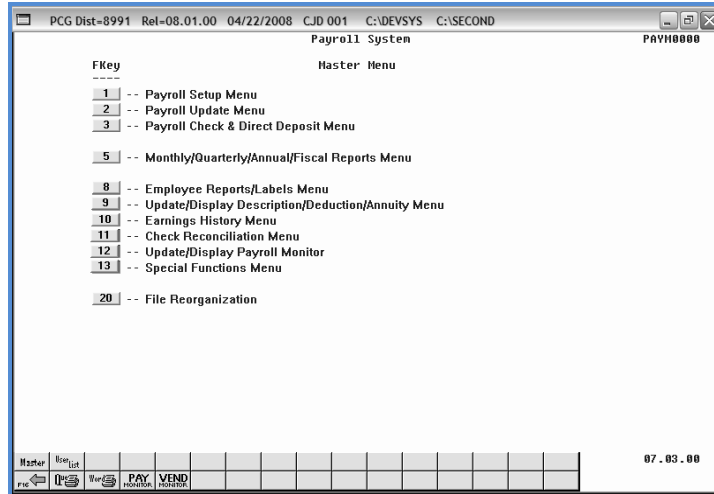 PCG Dist=8991 Rel=08.01.00 04/22/2008 CJD 001 C:\DEVSYS C:\SECOND
Payroll System PAYM0000
FKey Master Menu
----
1 -- Payroll Setup Menu
2 -- Payroll Update Menu
3 -- Payroll Check & Direct Deposit Menu
5 -- Monthly/Quarterly/Annual/Fiscal Reports Menu
8 -- Employee Reports/Labels Menu
9 -- Update/Display Description/Deduction/Annuity Menu
10 -- Earnings History Menu
11 -- Check Reconciliation Menu
12 -- Update/Display Payroll Monitor
13 -- Special Functions Menu
20 -- File Reorganization
Master User List 07.03.00
F16 Que Word PAY MONITOR VEND MONITOR